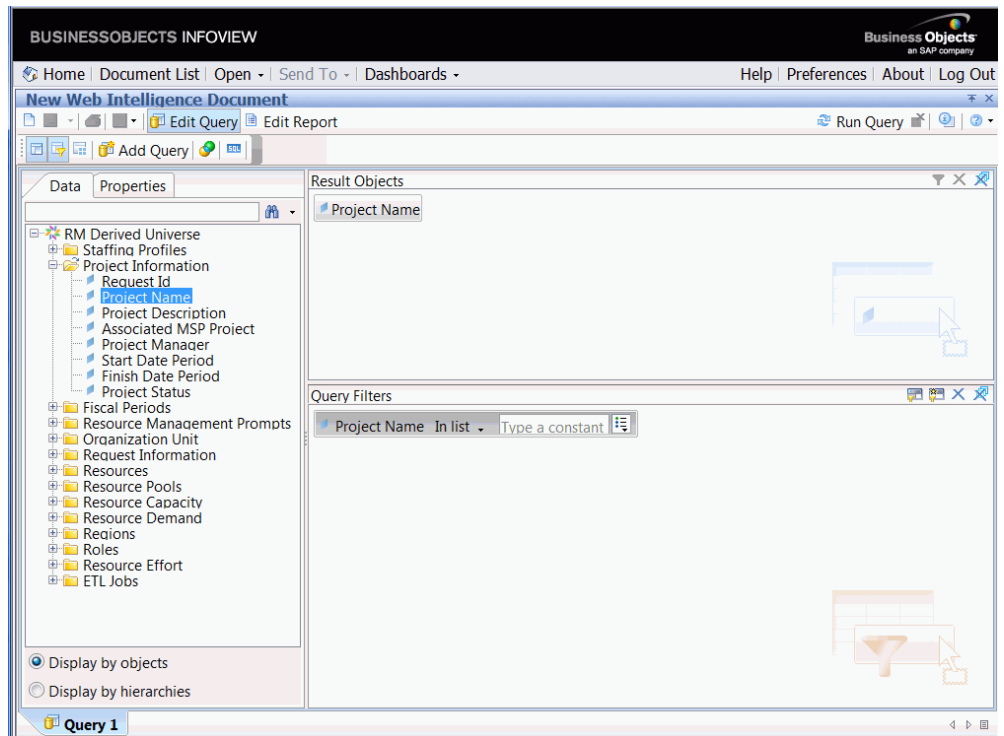 BUSINESSOBJECTS INFOVIEW
Business Objects
an SAP company
Home | Document List | Open | Send To | Dashboards
Help | Preferences | About | Log Out
New Web Intelligence Document
Edit Query Edit Report
Run Query
Add Query SQL
Data Properties
RM Derived Universe
Staffing Profiles
Project Information
Request Id
Project Name
Project Description
Associated MSP Project
Project Manager
Start Date Period
Finish Date Period
Project Status
Fiscal Periods
Resource Management Prompts
Organization Unit
Request Information
Resources
Resource Pools
Resource Capacity
Resource Demand
Regions
Roles
Resource Effort
ETL Jobs
Display by objects
Display by hierarchies
Result Objects
Project Name
Query Filters
Project Name In list Type a constant
Query 1